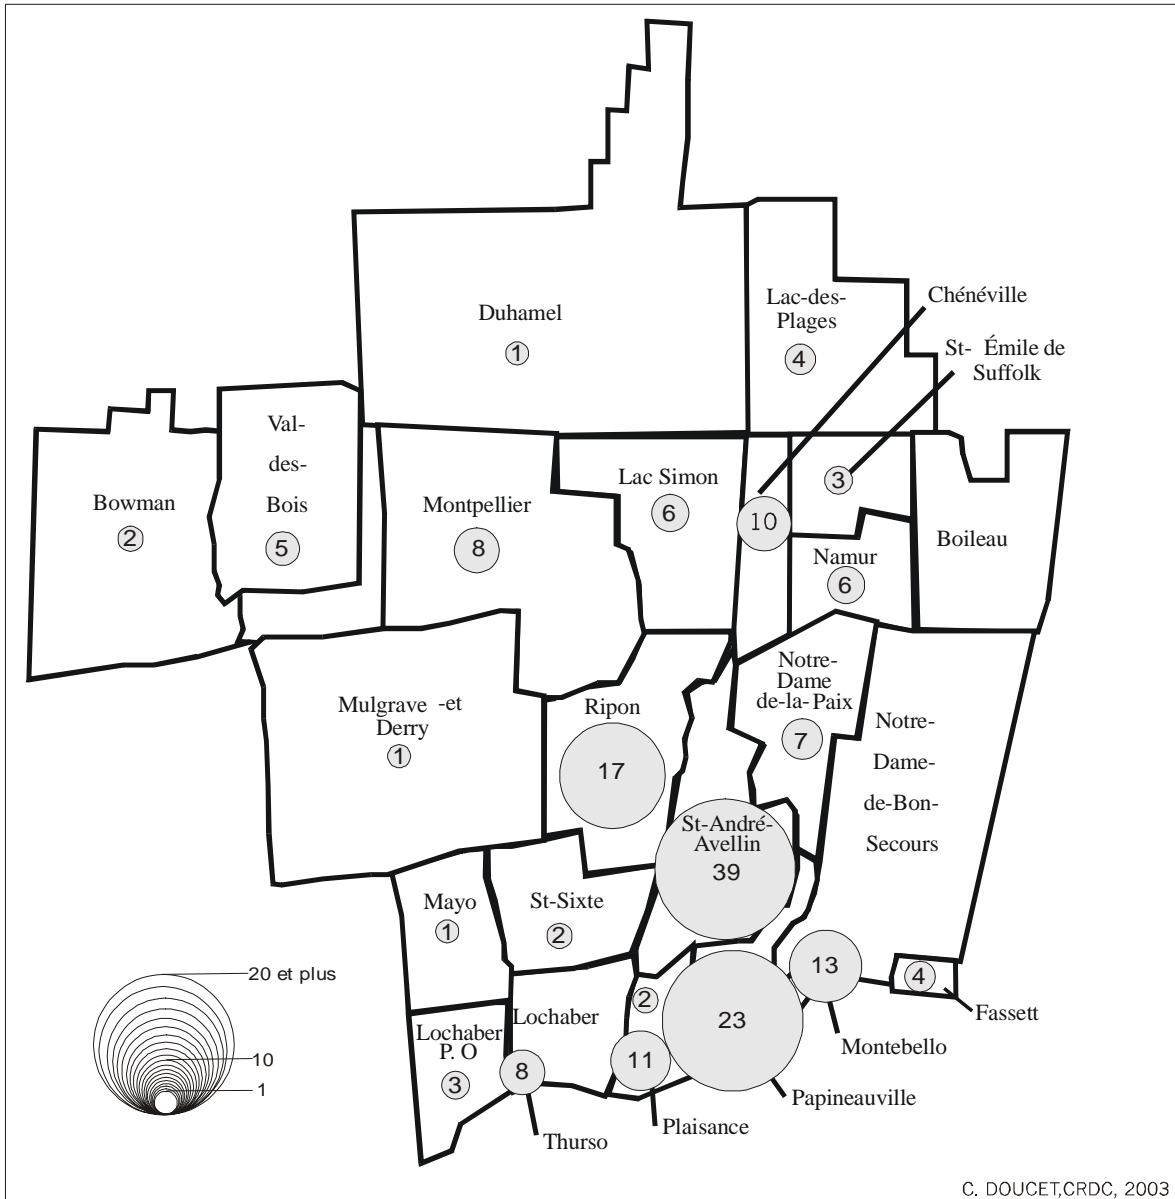 Chénéville
Lac-des-
Plages
4
Duhamel
1
St- Émile de
Suffolk
3
Val-
des-
Bois
5
Bowman
2
Montpellier
8
Lac Simon
6
10
Boileau
Namur
6
Notre-
Dame
de-la-Paix
7
Mulgrave -et
Derry
1
Ripon
17
Notre-
Dame-
de-Bon-
Secours
St-André-
Avellin
39
Mayo
1
St-Sixte
2
13
4
Fassett
Montebello
20 et plus
10
1
Lochaber
P. O
3
Lochaber
8
Thurso
2
11
Plaisance
23
Papineauville
C. DOUCET,CRDC, 2003